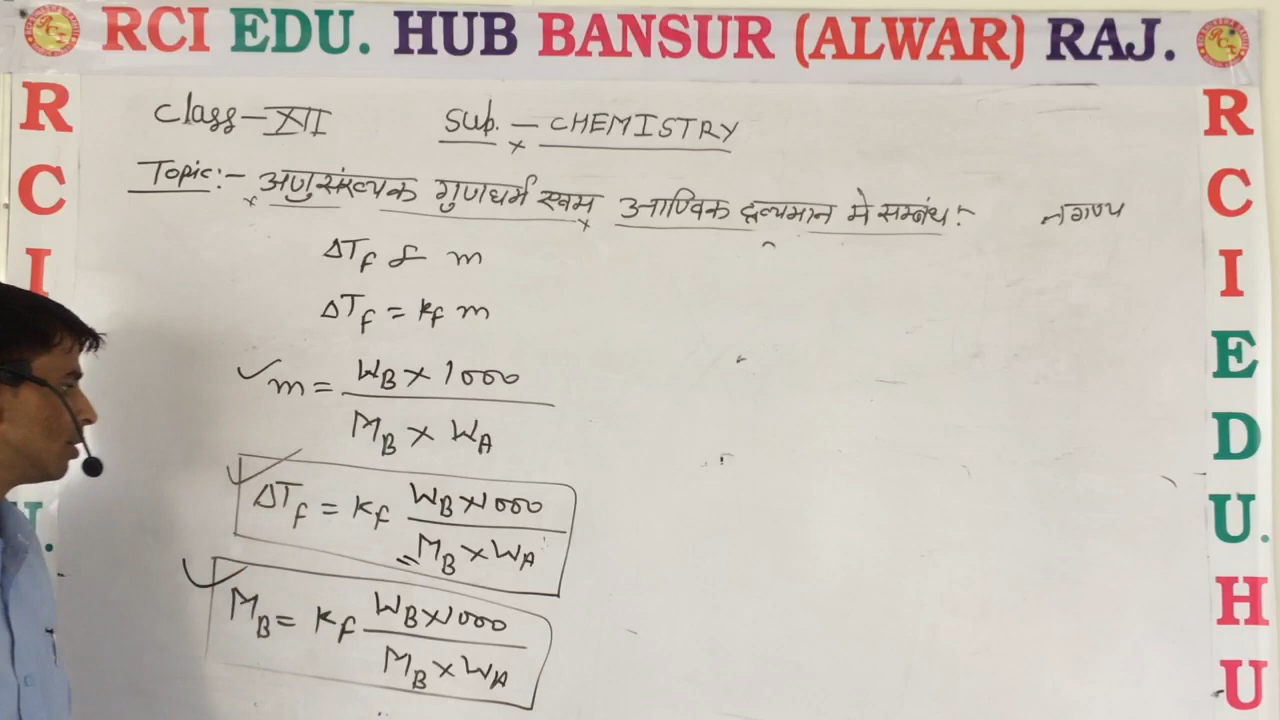 RCI EDU. HUB BANSUR (ALWAR) RAJ.
R
C
I
U.
Class-XII Sub. - CHEMISTRY
Topic:- अणुसंख्यक गुणधर्म एवम आण्विक द्रव्यमान मे सम्बंध:- नगण्य
ΔTf ∝ m
ΔTf = Kf m
m = WB × 1000 / MB × WA
ΔTf = Kf WB × 1000 / MB × WA
MB = Kf WB × 1000 / MB × WA
R
C
I
E
D
U.
H
U